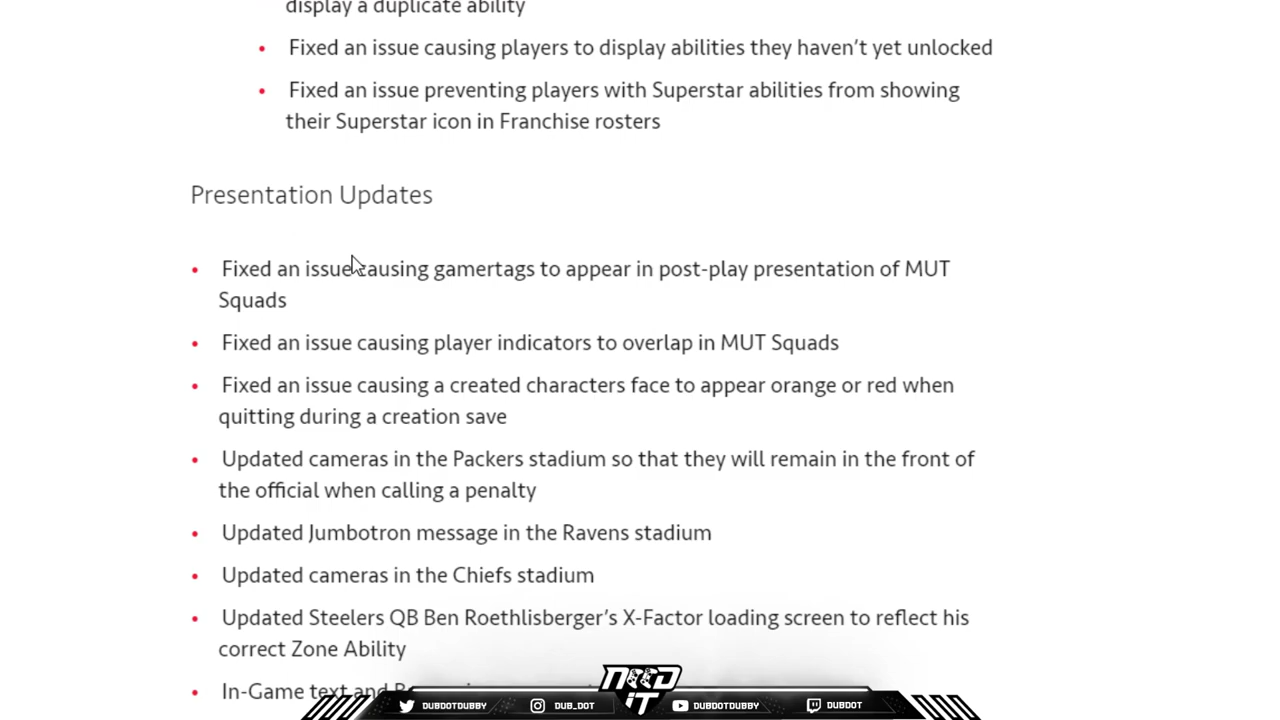 display a duplicate ability
• Fixed an issue causing players to display abilities they haven't yet unlocked
• Fixed an issue preventing players with Superstar abilities from showing
their Superstar icon in Franchise rosters
Presentation Updates
• Fixed an issue causing gamertags to appear in post-play presentation of MUT
Squads
• Fixed an issue causing player indicators to overlap in MUT Squads
• Fixed an issue causing a created characters face to appear orange or red when
quitting during a creation save
• Updated cameras in the Packers stadium so that they will remain in the front of
the official when calling a penalty
• Updated Jumbotron message in the Ravens stadium
• Updated cameras in the Chiefs stadium
• Updated Steelers QB Ben Roethlisberger's X-Factor loading screen to reflect his
correct Zone Ability
• In-Game text and
NEED
IT
DUBDOTDUBBY DUB_DOT DUBDOTDUBBY DUBDOT